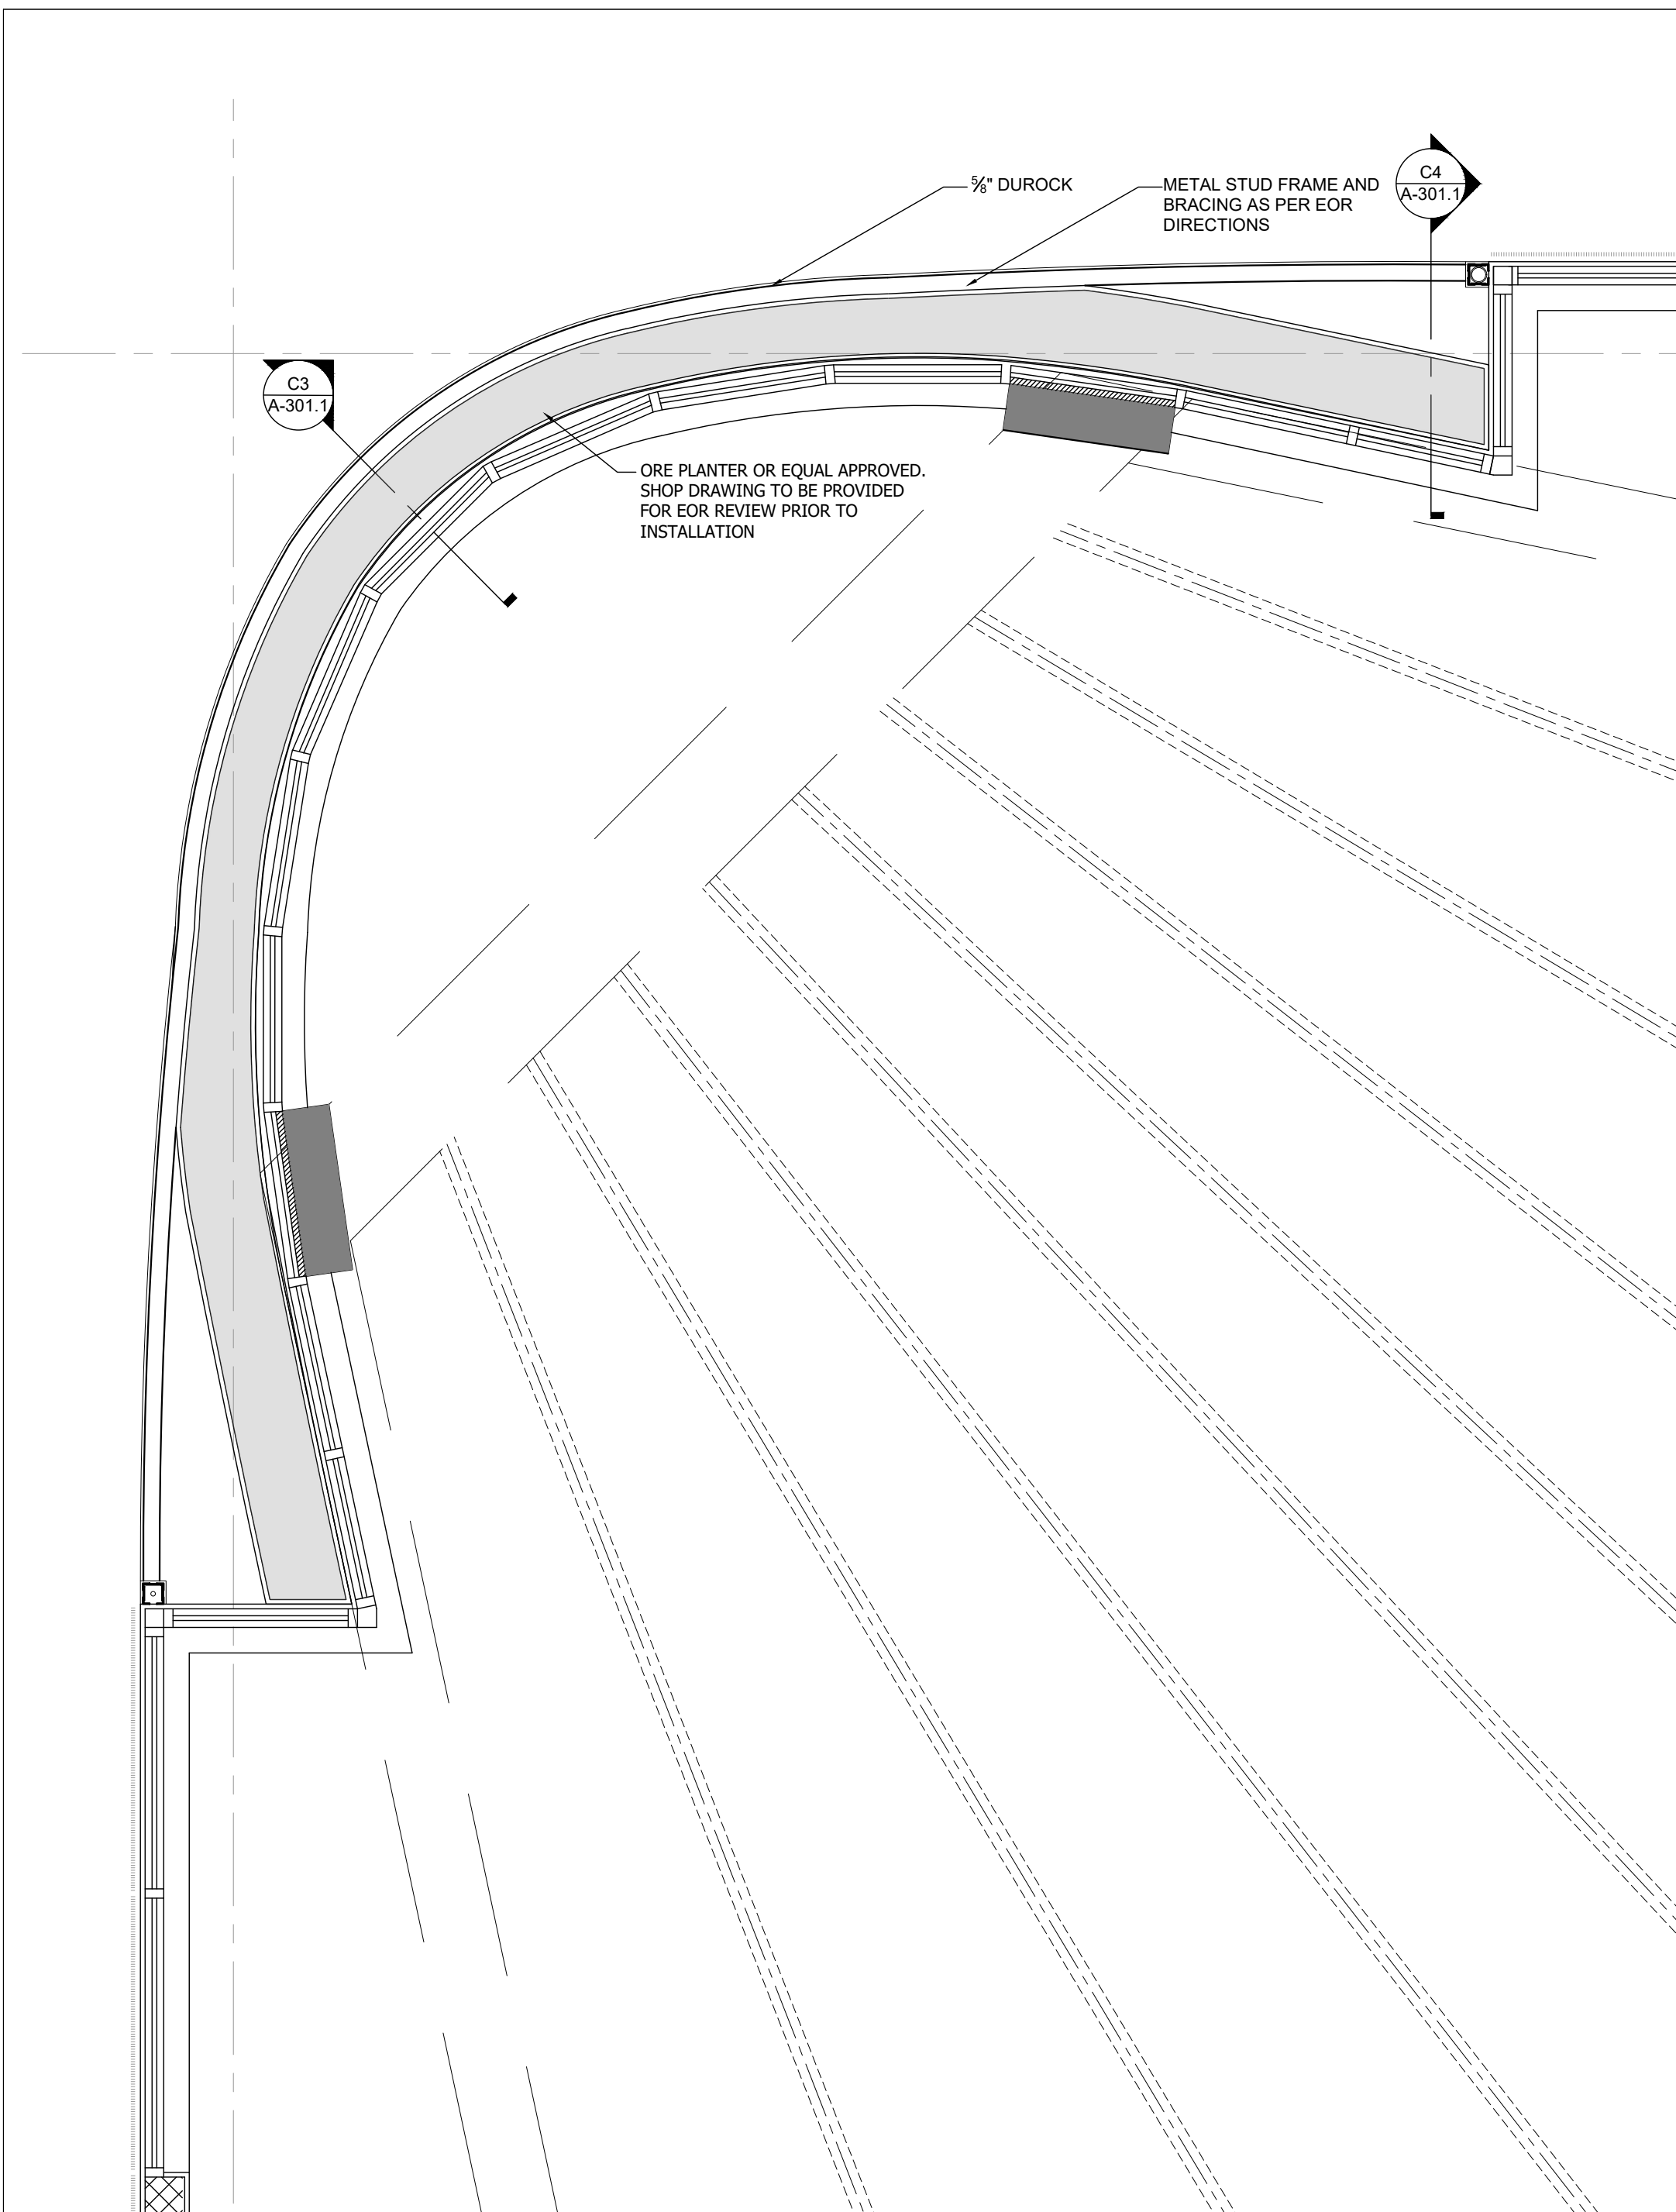 ⅝" DUROCK
METAL STUD FRAME AND
BRACING AS PER EOR
DIRECTIONS
C4
A-301.1
C3
A-301.1
ORE PLANTER OR EQUAL APPROVED.
SHOP DRAWING TO BE PROVIDED
FOR EOR REVIEW PRIOR TO
INSTALLATION